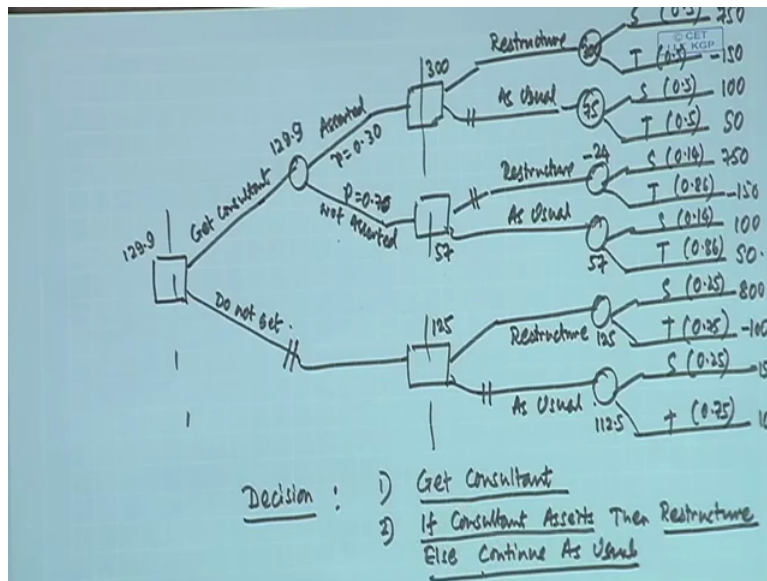 S (0.5) 750
Restructure 300
© CET
KGP
T (0.5) -150
300
Asserted
As Usual 75 S (0.5) 100
T (0.5) 50
129.9
p=0.30
Get Consultant
Restructure -24 S (0.14) 750
T (0.86) -150
P=0.70
Not Asserted
57
As Usual 57 S (0.14) 100
T (0.86) 50.
129.9
Do not Get.
125
Restructure 125 S (0.25) 800
T (0.75) -100
As Usual 112.5 S (0.25)
T (0.75)
Decision : 1) Get Consultant
2) If Consultant Asserts Then Restructure
Else Continue As Usual